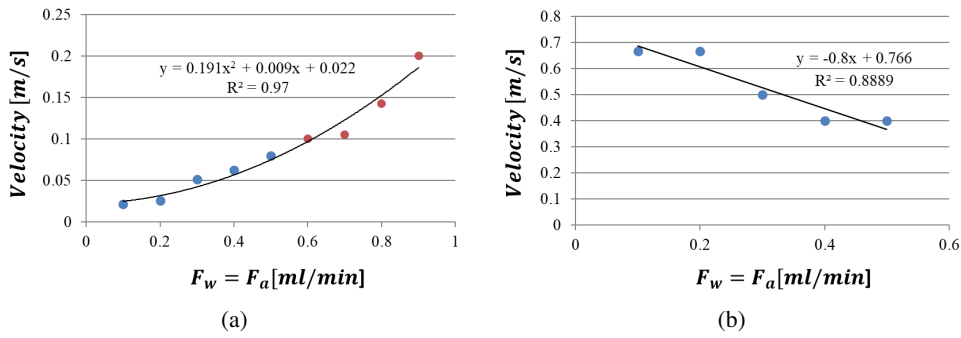 0.25
0.2
0.15
0.1
0.05
0
Velocity [m/s]
y = 0.191x² + 0.009x + 0.022
R² = 0.97
0 0.2 0.4 0.6 0.8 1
F_w = F_a[ml/min]
(a)
0.8
0.7
0.6
0.5
0.4
0.3
0.2
0.1
0
Velocity [m/s]
y = -0.8x + 0.766
R² = 0.8889
0 0.2 0.4 0.6
F_w = F_a[ml/min]
(b)